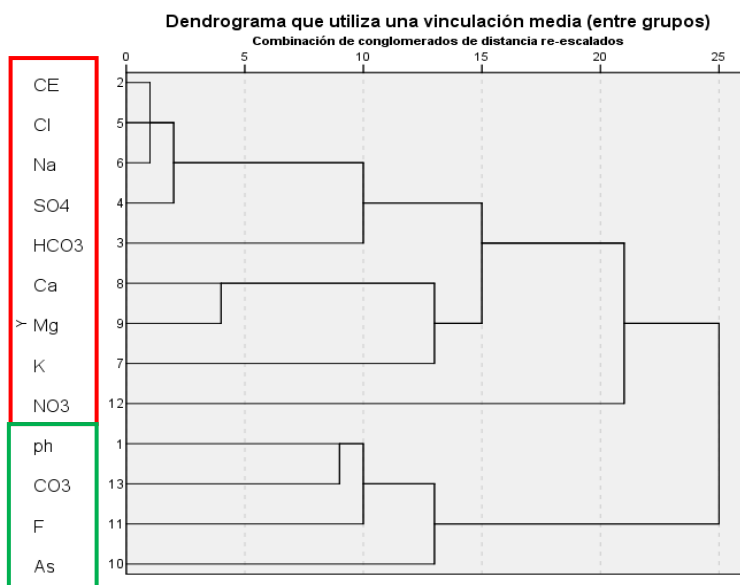 Dendrograma que utiliza una vinculación media (entre grupos)
Combinación de conglomerados de distancia re-escalados
0 5 10 15 20 25
CE 2
Cl 5
Na 6
SO4 4
HCO3 3
Ca 8
Y Mg 9
K 7
NO3 12
ph 1
CO3 13
F 11
As 10